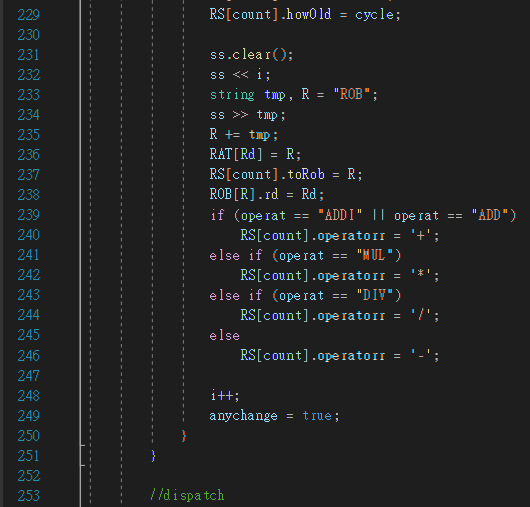 229 RS[count].howOld = cycle;
230
231 ss.clear();
232 ss << i;
233 string tmp, R = "ROB";
234 ss >> tmp;
235 R += tmp;
236 RAT[Rd] = R;
237 RS[count].toRob = R;
238 ROB[R].rd = Rd;
239 if (operat == "ADDI" || operat == "ADD")
240 RS[count].operatorr = '+';
241 else if (operat == "MUL")
242 RS[count].operatorr = '*';
243 else if (operat == "DIV")
244 RS[count].operatorr = '/';
245 else
246 RS[count].operatorr = '-';
247
248 i++;
249 anychange = true;
250 }
251 }
252
253 //dispatch